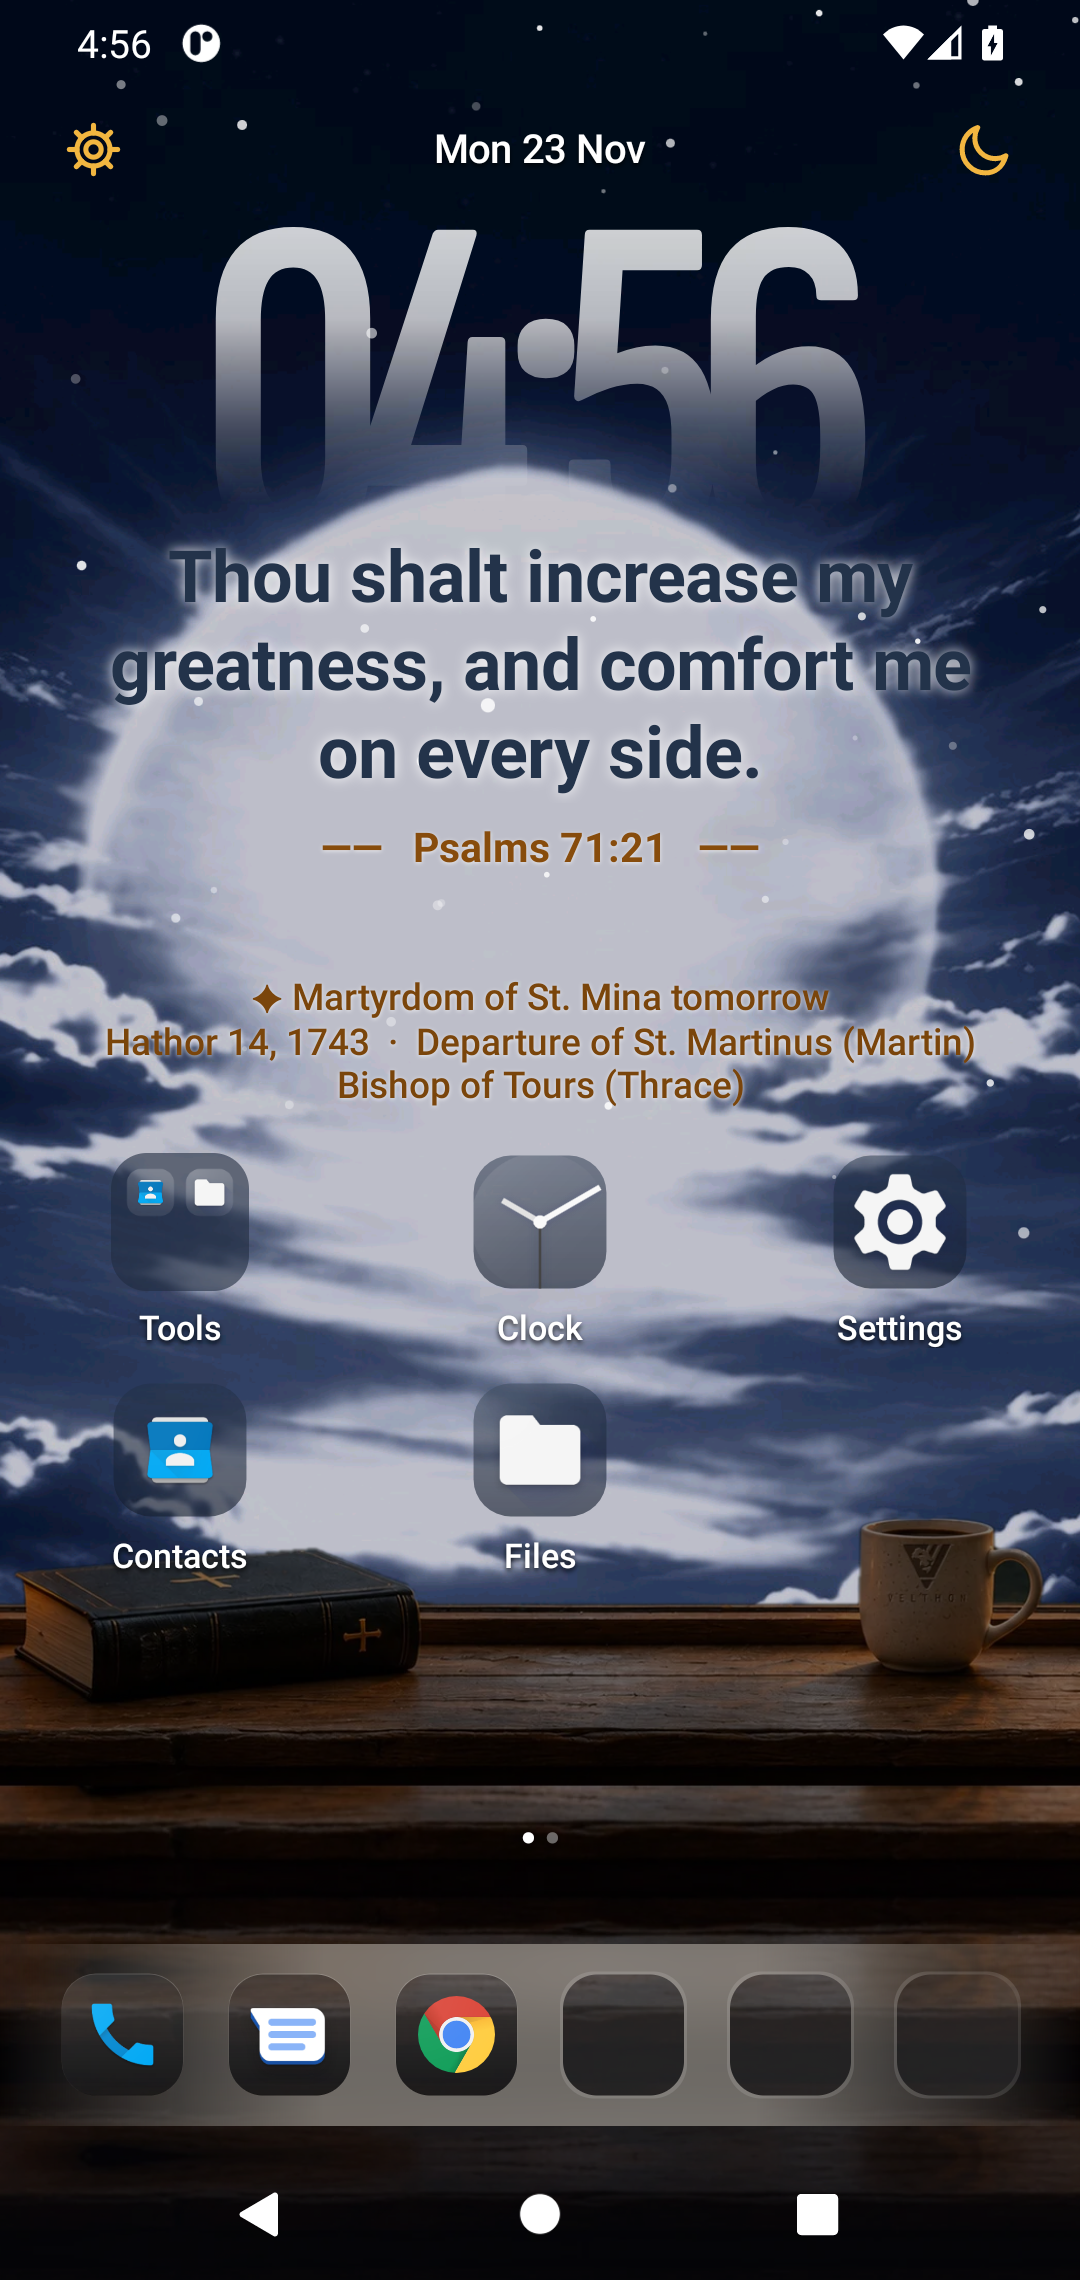 4:56
Mon 23 Nov
04:56
Thou shalt increase my
greatness, and comfort me
on every side.
—— Psalms 71:21 ——
✦ Martyrdom of St. Mina tomorrow
Hathor 14, 1743 · Departure of St. Martinus (Martin)
Bishop of Tours (Thrace)
Tools
Clock
Settings
Contacts
Files